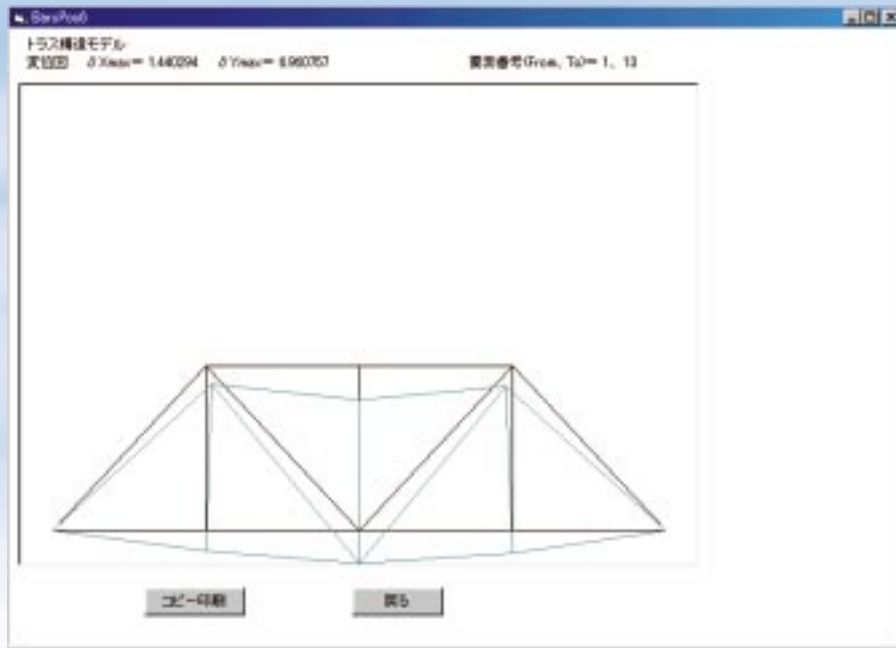 トラス構造モデル
変位図 δXmax= 1.440294 δYmax= 6.960757 要素番号(From, To)= 1, 13
コピー印刷
戻る